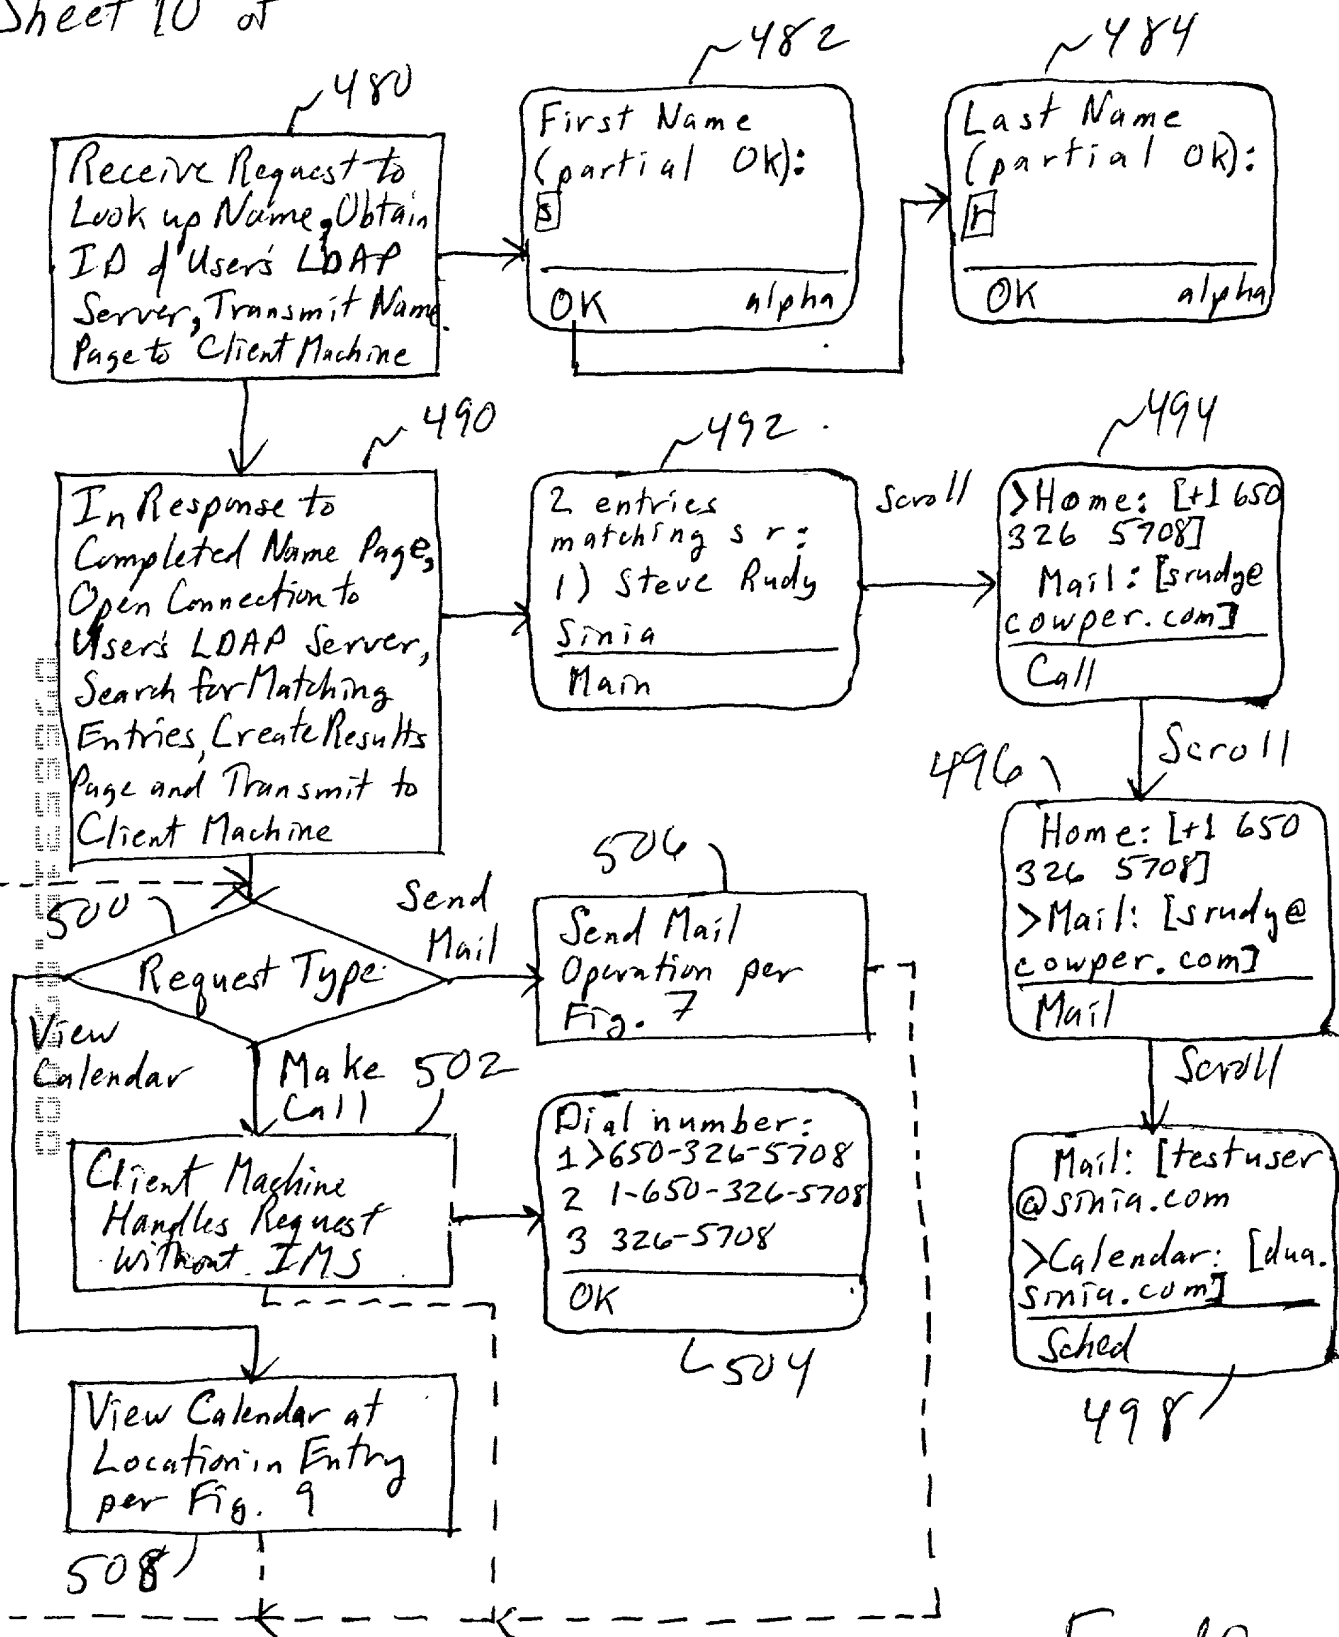 Sheet 10 of
480
Receive Request to
Look up Name, Obtain
ID of User's LDAP
Server, Transmit Name
Page to Client Machine
482
First Name
(partial OK):
s
OK alpha
484
Last Name
(partial OK):
r
OK alpha
490
In Response to
Completed Name Page,
Open Connection to
User's LDAP Server,
Search for Matching
Entries, Create Results
Page and Transmit to
Client Machine
492
2 entries
matching s r:
1) Steve Rudy
Sinia
Main
Scroll
494
>Home: [+1 650
326 5708]
Mail: [srudy@
cowper.com]
Call
Scroll
496
Home: [+1 650
326 5708]
>Mail: [srudy@
cowper.com]
Mail
Scroll
Mail: [testuser
@sinia.com
>Calendar: [dua.
sinia.com]
Sched
498
500
Request Type
Send
Mail
506
Send Mail
Operation per
Fig. 7
View
Calendar
Make
Call
502
Client Machine
Handles Request
Without IMS
Dial number:
1 >650-326-5708
2 1-650-326-5708
3 326-5708
OK
504
View Calendar at
Location in Entry
per Fig. 9
508